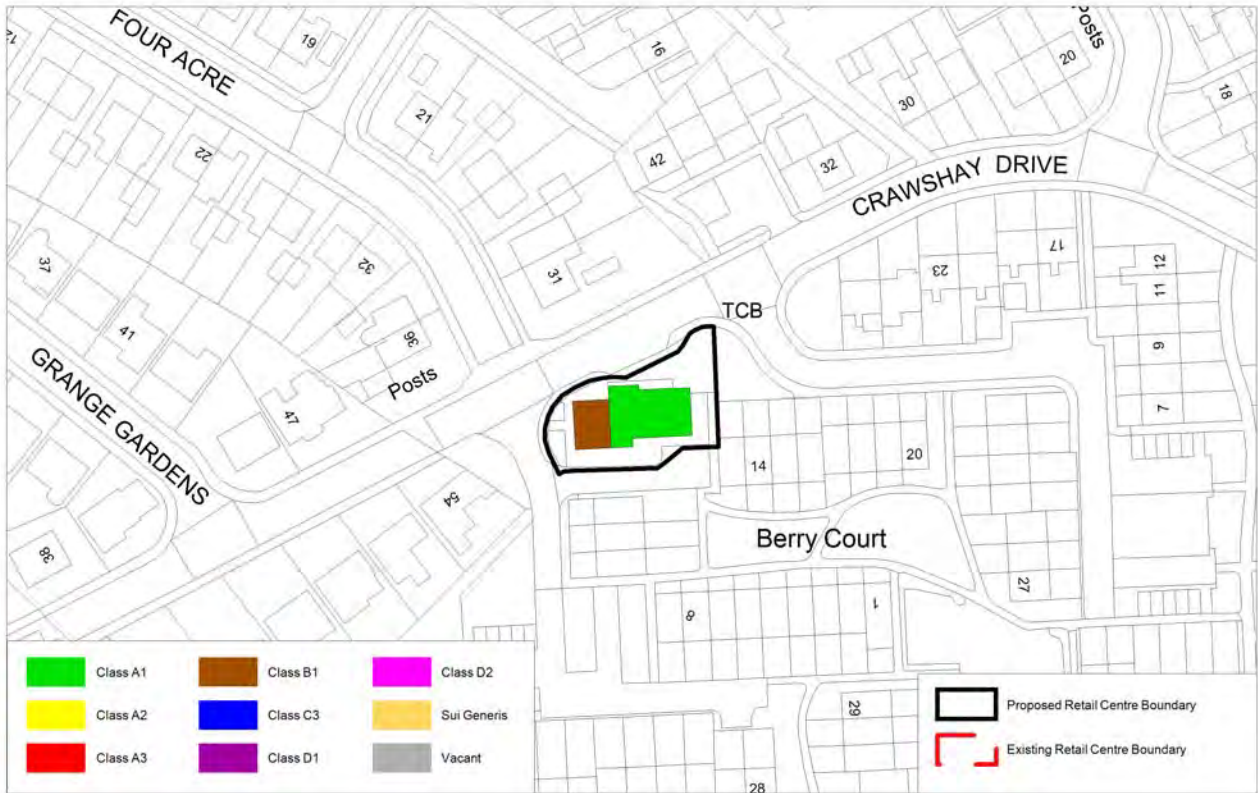 FOUR ACRE
12
19
16
Posts
20
18
21
22
30
42
32
CRAWSHAY DRIVE
37
32
31
23
17
12
11
TCB
41
36
9
GRANGE GARDENS
Posts
47
7
14
20
54
38
Berry Court
27
8
1
29
28
Class A1
Class B1
Class D2
Class A2
Class C3
Sui Generis
Class A3
Class D1
Vacant
Proposed Retail Centre Boundary
Existing Retail Centre Boundary